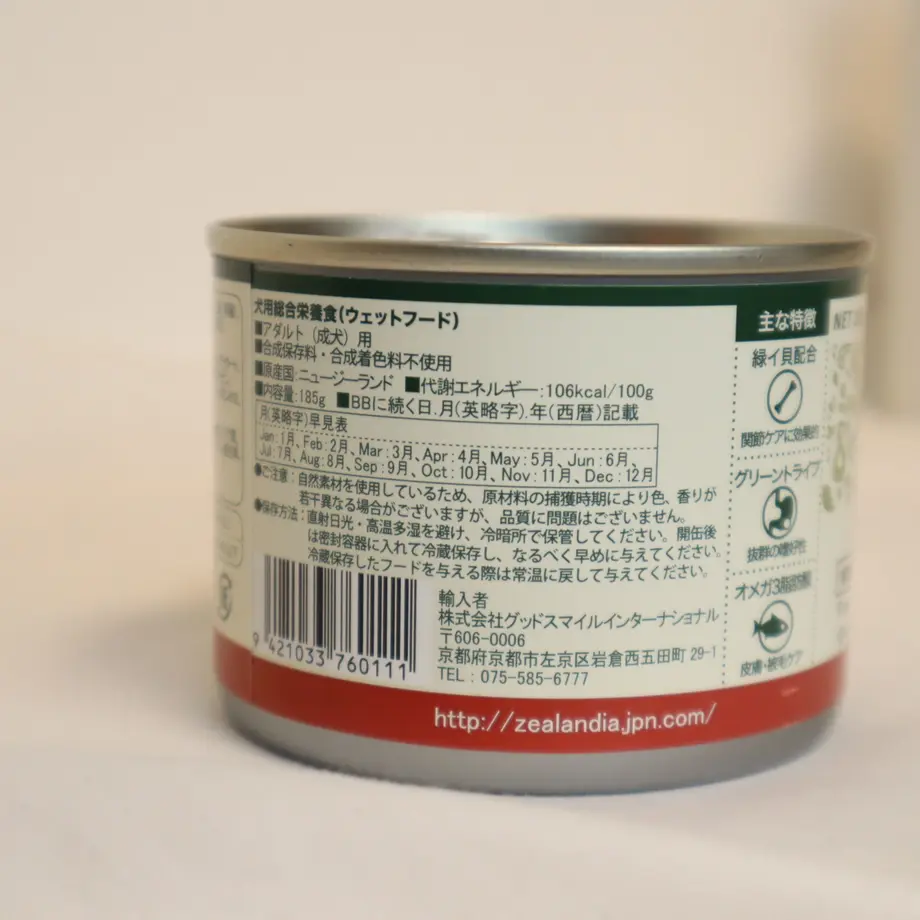 犬用総合栄養食(ウェットフード)
■アダルト（成犬）用
■合成保存料・合成着色料不使用
■原産国:ニュージーランド ■代謝エネルギー:106kcal/100g
■内容量:185g ■BBに続く日.月(英略字).年(西暦)記載
月(英略字)早見表
Jan:1月、Feb:2月、Mar:3月、Apr:4月、May:5月、Jun:6月、
Jul:7月、Aug:8月、Sep:9月、Oct:10月、Nov:11月、Dec:12月
●ご注意：自然素材を使用しているため、原材料の捕獲時期により色、香りが
若干異なる場合がございますが、品質に問題はございません。
●保存方法：直射日光・高温多湿を避け、冷暗所で保管してください。開缶後
は密封容器に入れて冷蔵保存し、なるべく早めに与えてください。
冷蔵保存したフードを与える際は常温に戻して与えてください。
9 421033 760111
輸入者
株式会社グッドスマイルインターナショナル
〒606-0006
京都府京都市左京区岩倉西五田町 29-1
TEL：075-585-6777
http://zealandia.jpn.com/
主な特徴
緑イ貝配合
関節ケアに効果的
グリーントライプ
抜群の嗜好性
オメガ3脂肪酸
皮膚・被毛ケア
NET